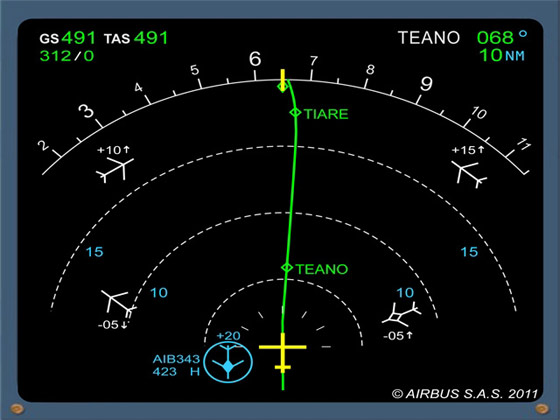 GS 491 TAS 491
312/0
TEANO 068°
10 NM
2 3 4 5 6 7 8 9 10 11
TIARE
+10↑
+15↑
15
15
TEANO
10
10
-05↓
-05↑
+20
AIB343
423 H
© AIRBUS S.A.S. 2011